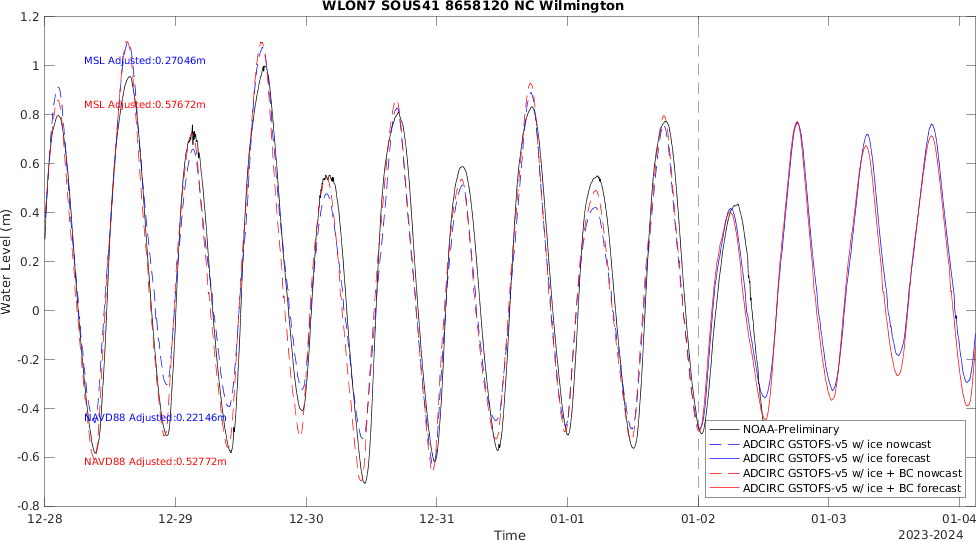 WLON7 SOUS41 8658120 NC Wilmington
1.2
1
0.8
0.6
0.4
0.2
0
-0.2
-0.4
-0.6
-0.8
Water Level (m)
MSL Adjusted:0.27046m
MSL Adjusted:0.57672m
NAVD88 Adjusted:0.22146m
NAVD88 Adjusted:0.52772m
NOAA-Preliminary
ADCIRC GSTOFS-v5 w/ ice nowcast
ADCIRC GSTOFS-v5 w/ ice forecast
ADCIRC GSTOFS-v5 w/ ice + BC nowcast
ADCIRC GSTOFS-v5 w/ ice + BC forecast
12-28 12-29 12-30 12-31 01-01 01-02 01-03 01-04
Time
2023-2024